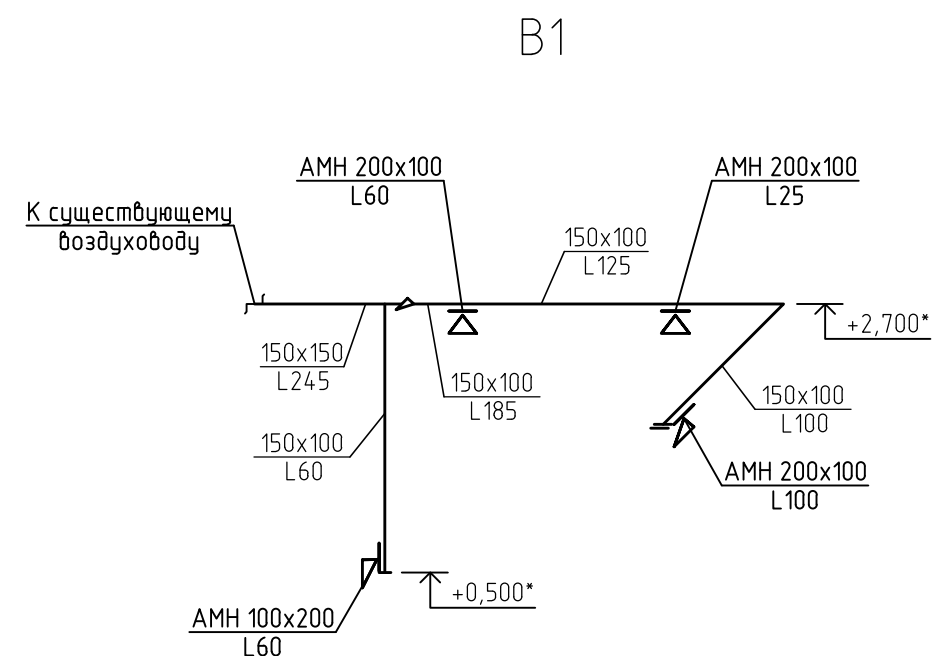 В1
АМН 200х100
L60
АМН 200х100
L25
К существующему
воздуховоду
150х100
L125
+2,700*
150х150
L245
150х100
L185
150х100
L100
150х100
L60
АМН 200х100
L100
+0,500*
АМН 100х200
L60